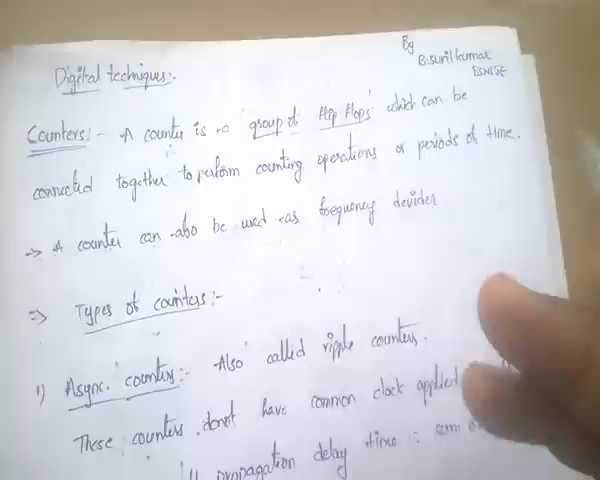 By
B.sunil kumar
Digital techniques:-
Counters:- A counter is a 'group of flip flops' which can be
connected together to perform counting operations or periods of time.
⇒ A counter can also be used as frequency devider
⇒ Types of counters:-
1) Async. counters:- Also called ripple counters.
These counters donot have common clock applied
propagation delay time : sum